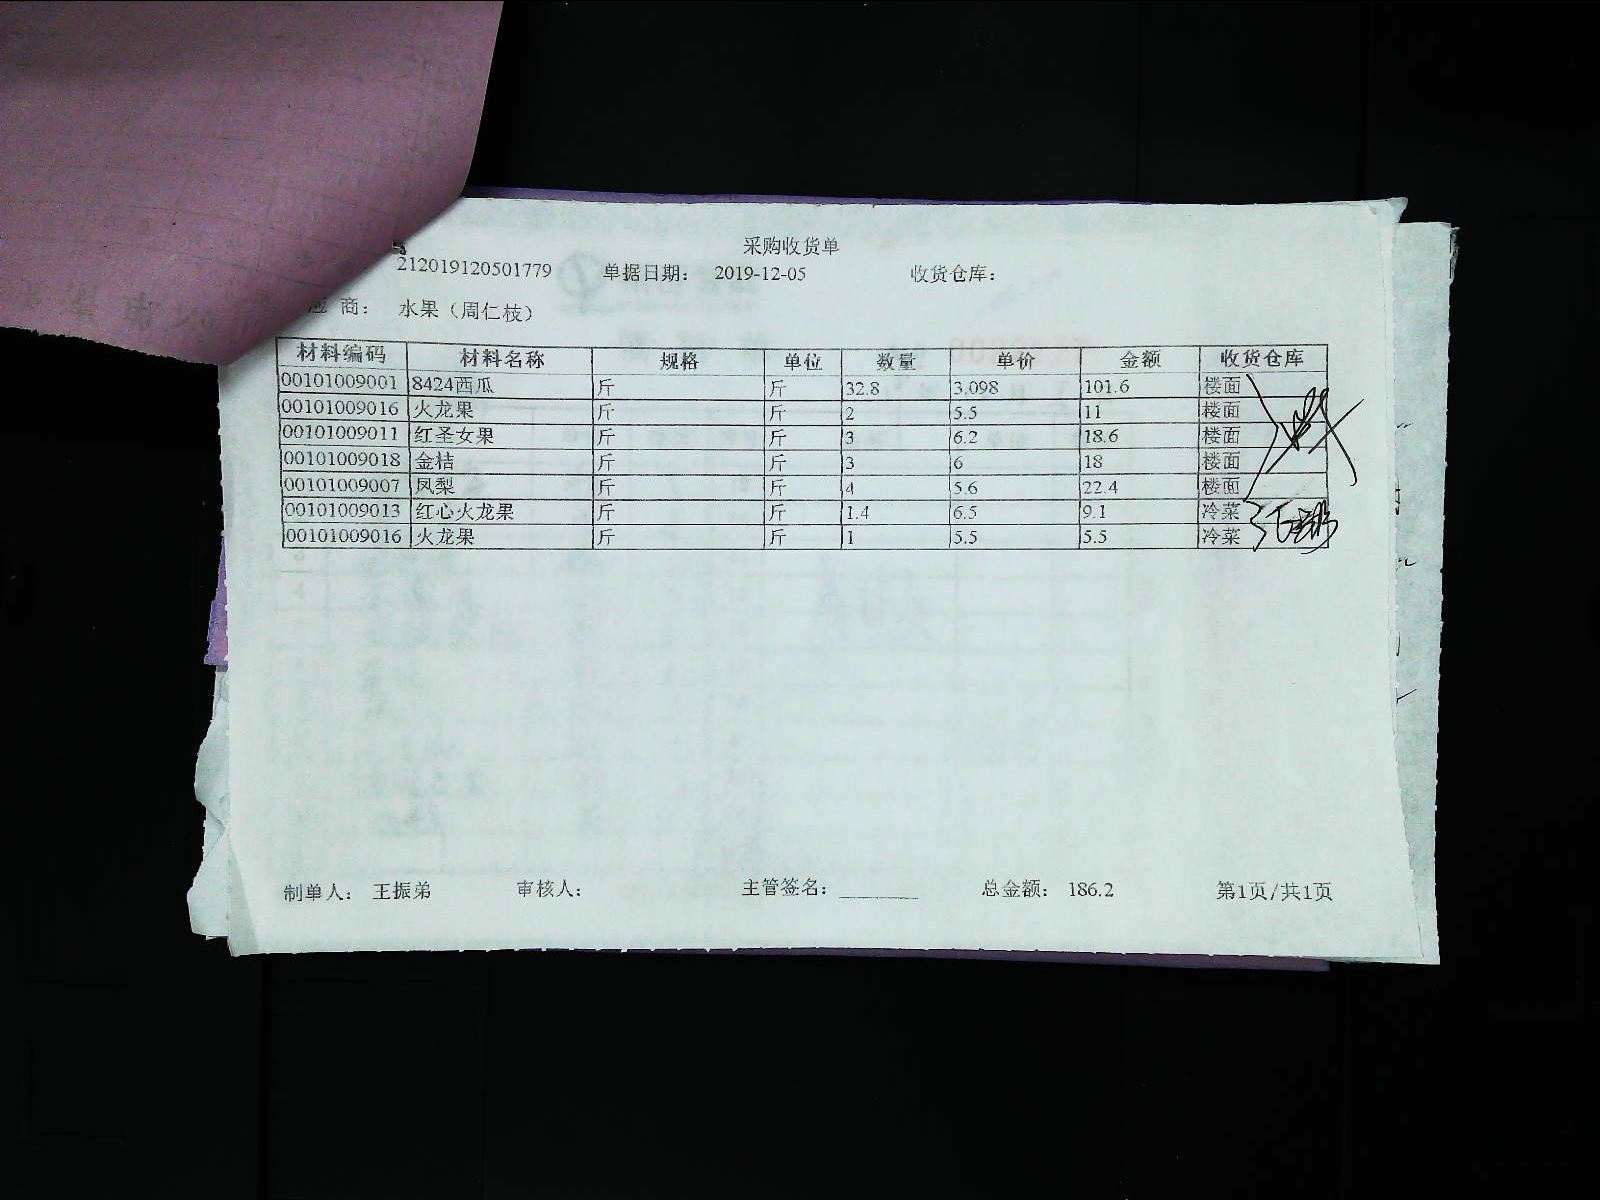 采购收货单
212019120501779 单据日期： 2019-12-05 收货仓库：
商： 水果（周仁枝）
材料编码 材料名称 规格 单位 数量 单价 金额 收货仓库
00101009001 8424西瓜 斤 斤 32.8 3.098 101.6 楼面
00101009016 火龙果 斤 斤 2 5.5 11 楼面
00101009011 红圣女果 斤 斤 3 6.2 18.6 楼面
00101009018 金桔 斤 斤 3 6 18 楼面
00101009007 凤梨 斤 斤 4 5.6 22.4 楼面
00101009013 红心火龙果 斤 斤 1.4 6.5 9.1 冷菜
00101009016 火龙果 斤 斤 1 5.5 5.5 冷菜
制单人： 王振弟 审核人： 主管签名： 总金额： 186.2 第1页/共1页